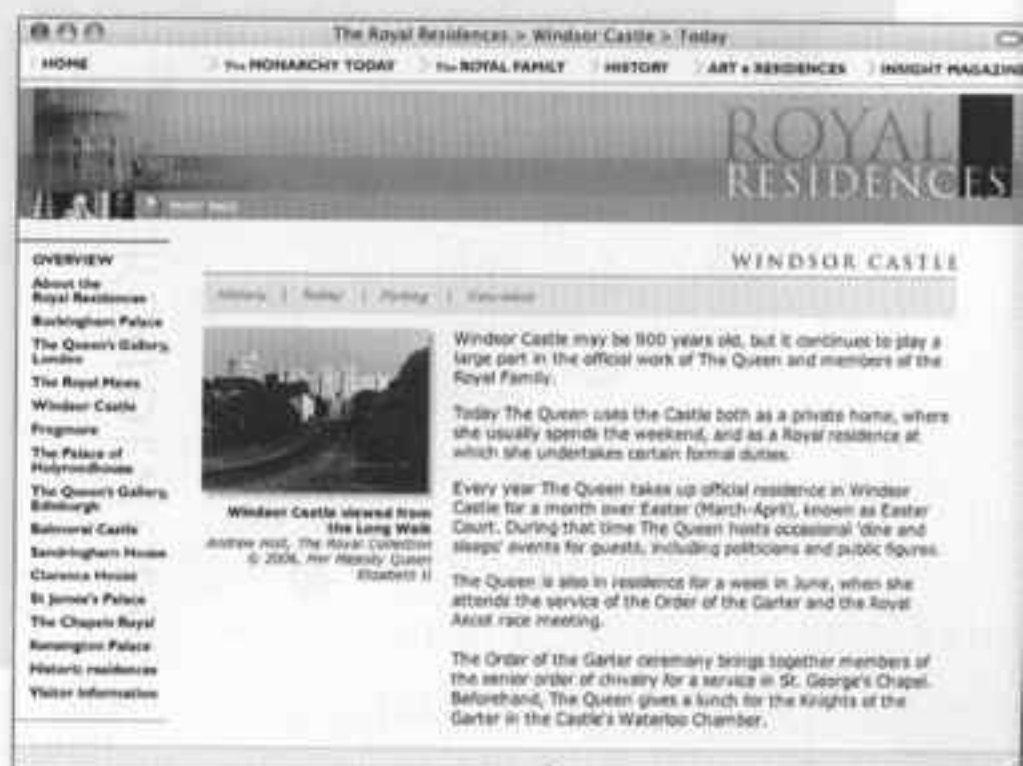 The Royal Residences > Windsor Castle > Today
HOME
The MONARCHY TODAY
The ROYAL FAMILY
HISTORY
ART & RESIDENCES
INSIGHT MAGAZINE
ROYAL
RESIDENCES
OVERVIEW
About the
Royal Residences
Buckingham Palace
The Queen's Gallery,
London
The Royal Mews
Windsor Castle
Frogmore
The Palace of
Holyroodhouse
The Queen's Gallery,
Edinburgh
Balmoral Castle
Sandringham House
Clarence House
St James's Palace
The Chapels Royal
Kensington Palace
Historic residences
Visitor information
WINDSOR CASTLE
History | Today |
Windsor Castle viewed from
the Long Walk
Andrew Holt, The Royal Collection
© 2006, Her Majesty Queen
Elizabeth II
Windsor Castle may be 900 years old, but it continues to play a
large part in the official work of The Queen and members of the
Royal Family.
Today The Queen uses the Castle both as a private home, where
she usually spends the weekend, and as a Royal residence at
which she undertakes certain formal duties.
Every year The Queen takes up official residence in Windsor
Castle for a month over Easter (March-April), known as Easter
Court. During that time The Queen hosts occasional 'dine and
sleeps' events for guests, including politicians and public figures.
The Queen is also in residence for a week in June, when she
attends the service of the Order of the Garter and the Royal
Ascot race meeting.
The Order of the Garter ceremony brings together members of
the senior order of chivalry for a service in St. George's Chapel.
Beforehand, The Queen gives a lunch for the Knights of the
Garter in the Castle's Waterloo Chamber.